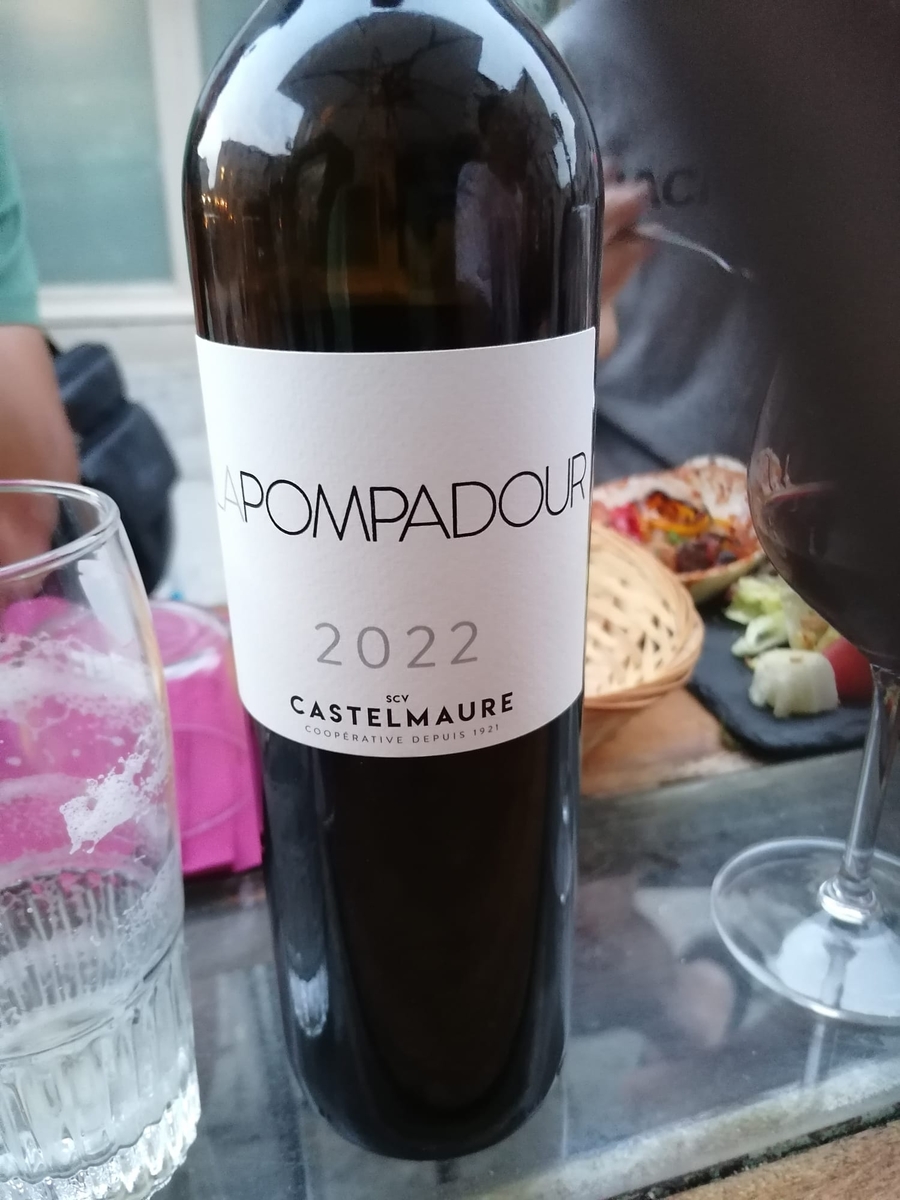 LAPOMPADOUR
2022
SCV
CASTELMAURE
COOPÉRATIVE DEPUIS 1921